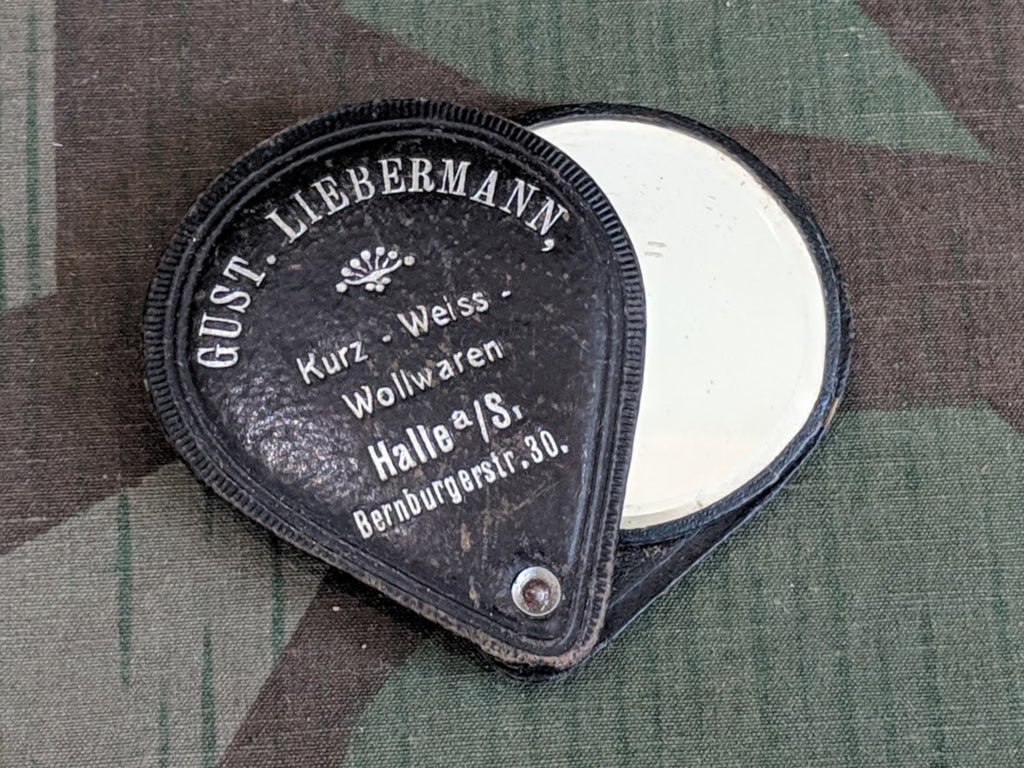 GUST. LIEBERMANN,
Kurz - Weiss -
Wollwaren
Halle a/S.
Bernburgerstr. 30.